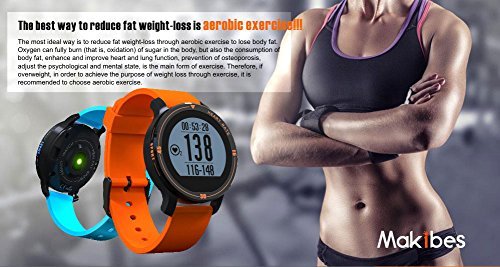 The best way to reduce fat weight-loss is aerobic exercise!!!
The most ideal way is to reduce fat weight-loss through aerobic exercise to lose body fat.
Oxygen can fully burn (that is, oxidation) of sugar in the body, but also the consumption
of body fat, enhance and improve heart and lung function, prevention of osteoporosis,
adjust the psychological and mental state, is the main form of exercise. Therefore, if
overweight, in order to achieve the purpose of weight loss through exercise, it is
recommended to choose aerobic exercise.
00:53:28
138
116-148
Makibes